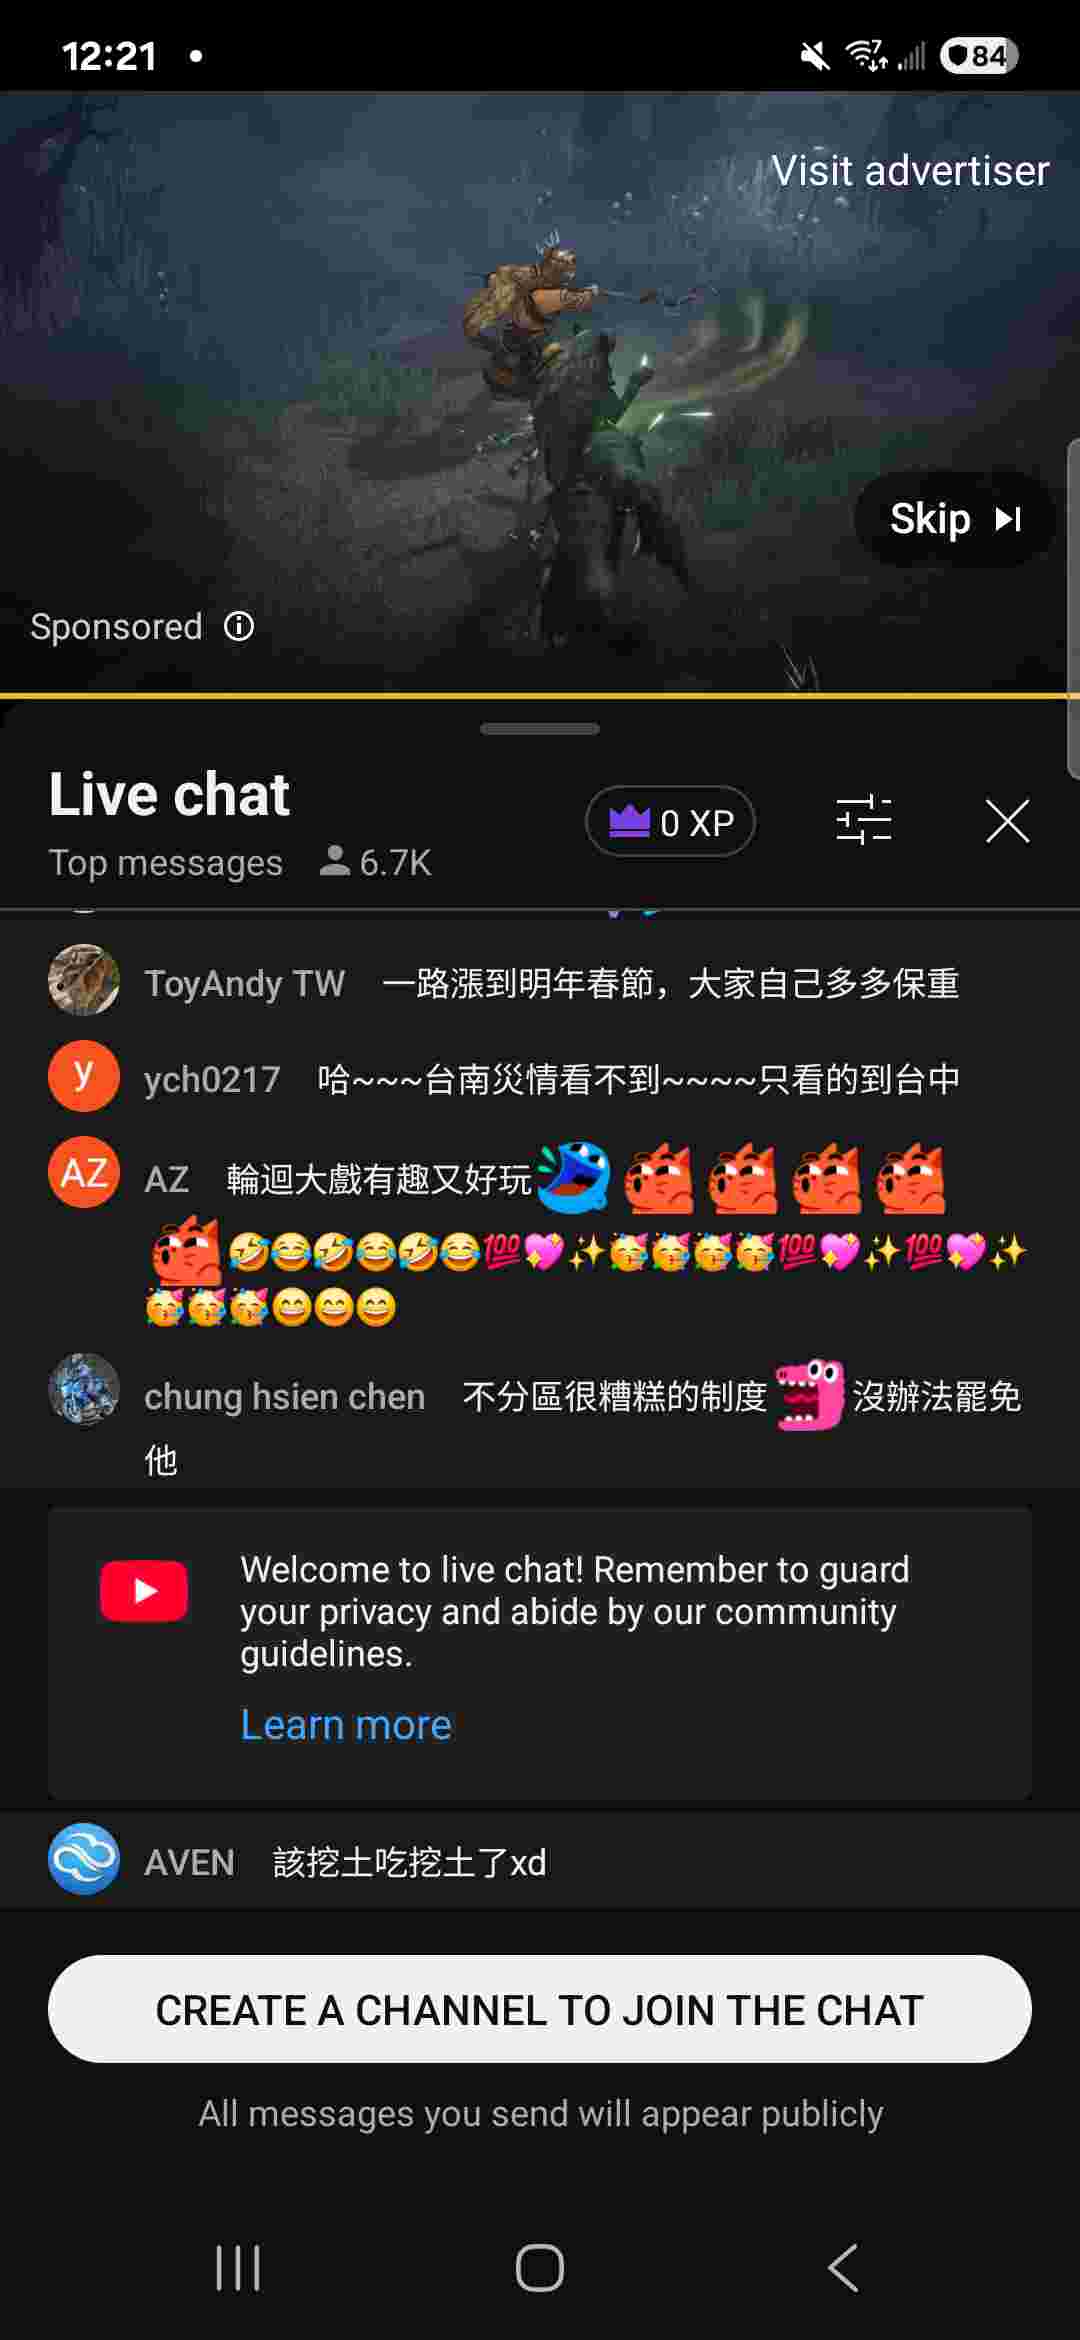 12:21
84
Visit advertiser
Skip
Sponsored
Live chat
0 XP
Top messages 6.7K
ToyAndy TW 一路漲到明年春節，大家自己多多保重
y
ych0217 哈~~~台南災情看不到~~~~只看的到台中
AZ
AZ 輪迴大戲有趣又好玩🤣😂🤣😂🤣😂💯💖✨🥳🥳🥳🥳💯💖✨💯💖✨
🥳🥳🥳😄😄😄
chung hsien chen 不分區很糟糕的制度 沒辦法罷免
他
Welcome to live chat! Remember to guard
your privacy and abide by our community
guidelines.
Learn more
AVEN 該挖土吃挖土了xd
CREATE A CHANNEL TO JOIN THE CHAT
All messages you send will appear publicly